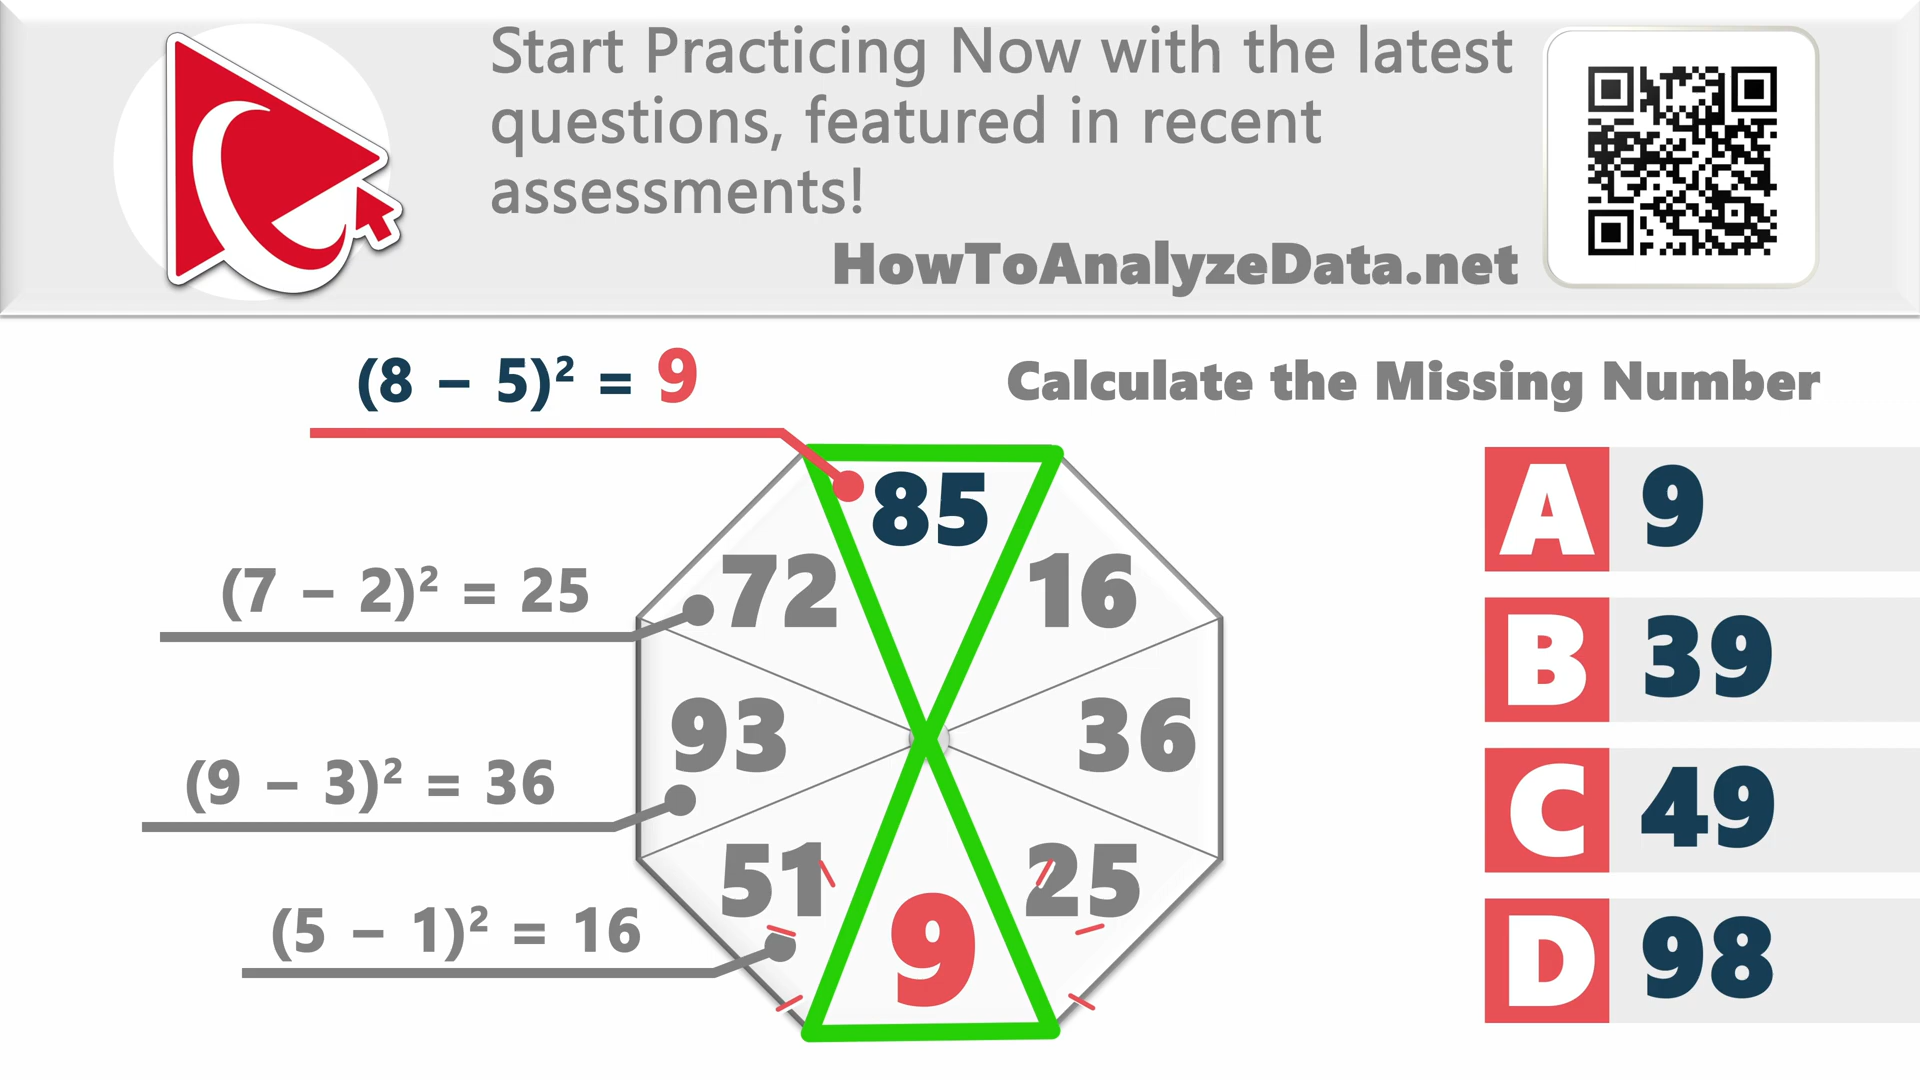 Start Practicing Now with the latest
questions, featured in recent
assessments!
HowToAnalyzeData.net
(8 − 5)² = 9
Calculate the Missing Number
85
72
16
(7 − 2)² = 25
93
36
(9 − 3)² = 36
51
25
(5 − 1)² = 16
9
A 9
B 39
C 49
D 98